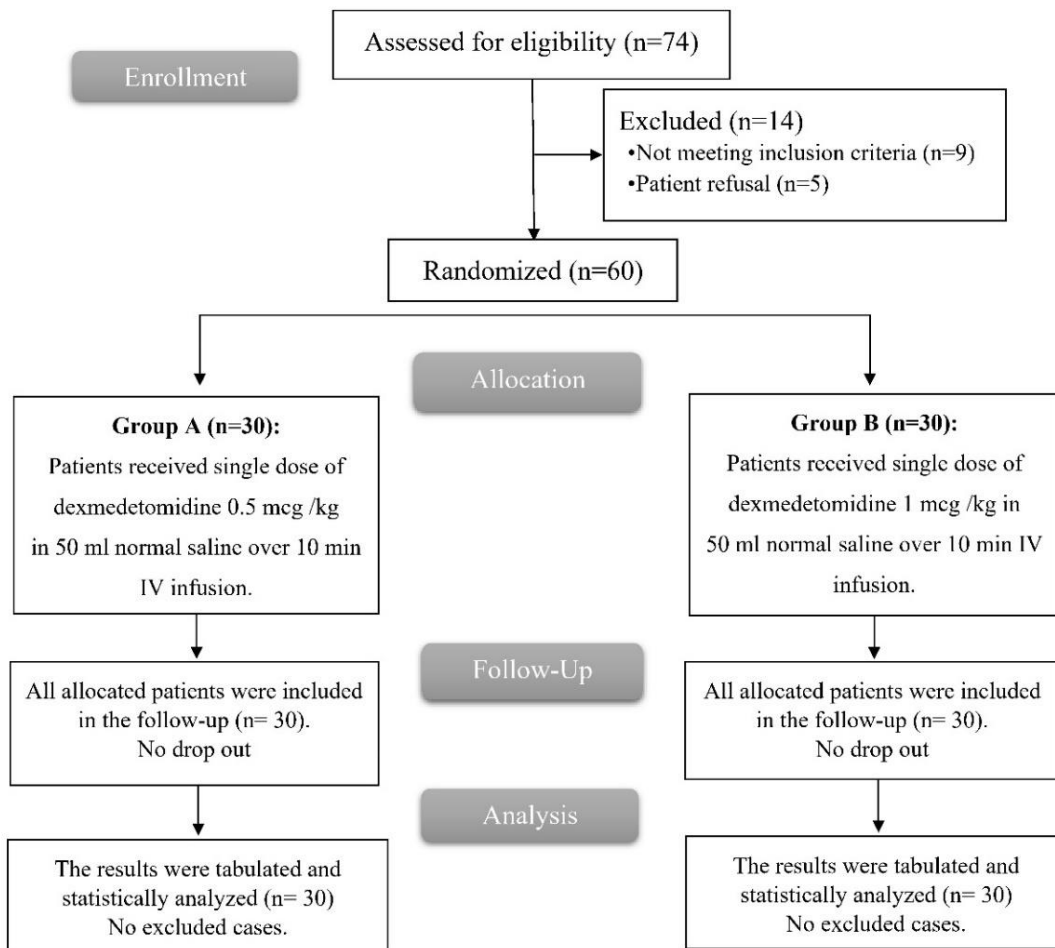 Assessed for eligibility (n=74)
Enrollment
Excluded (n=14)
•Not meeting inclusion criteria (n=9)
•Patient refusal (n=5)
Randomized (n=60)
Allocation
Group A (n=30):
Patients received single dose of
dexmedetomidine 0.5 mcg /kg
in 50 ml normal saline over 10 min
IV infusion.
Group B (n=30):
Patients received single dose of
dexmedetomidine 1 mcg /kg in
50 ml normal saline over 10 min IV
infusion.
Follow-Up
All allocated patients were included
in the follow-up (n= 30).
No drop out
All allocated patients were included
in the follow-up (n= 30).
No drop out
Analysis
The results were tabulated and
statistically analyzed (n= 30)
No excluded cases.
The results were tabulated and
statistically analyzed (n= 30)
No excluded cases.